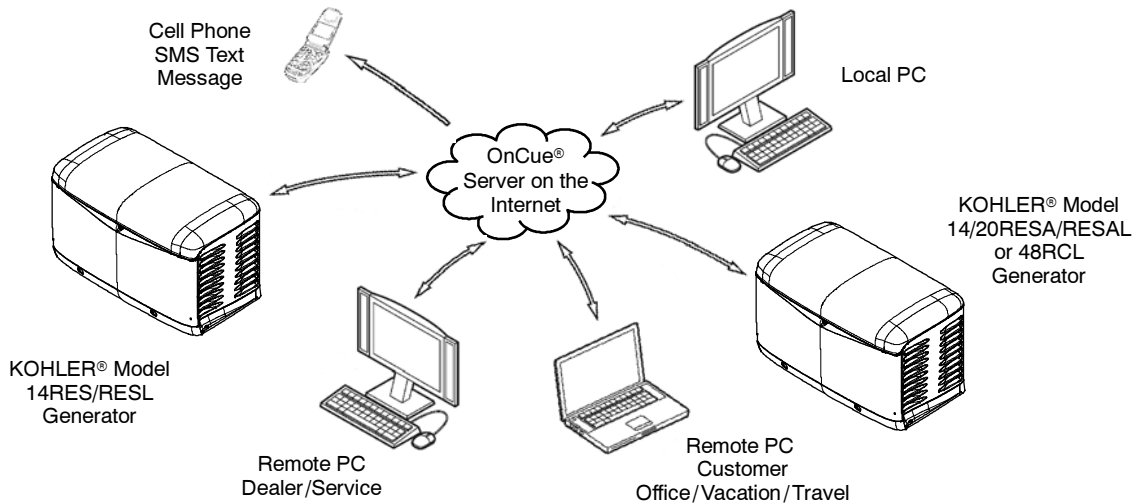 Cell Phone
SMS Text
Message
Local PC
OnCue®
Server on the
Internet
KOHLER® Model
14/20RESA/RESAL
or 48RCL
Generator
KOHLER® Model
14RES/RESL
Generator
Remote PC
Dealer/Service
Remote PC
Customer
Office/Vacation/Travel